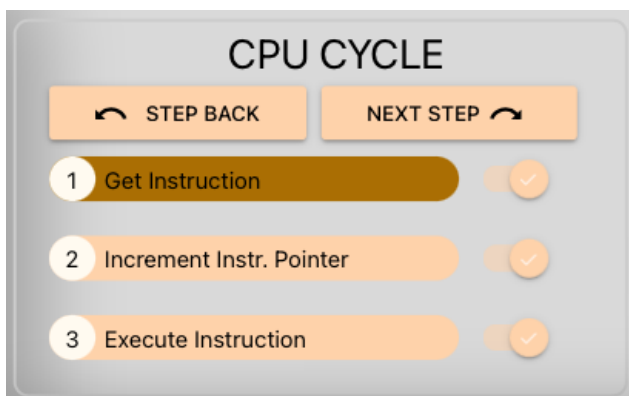 CPU CYCLE
STEP BACK NEXT STEP
1 Get Instruction
2 Increment Instr. Pointer
3 Execute Instruction